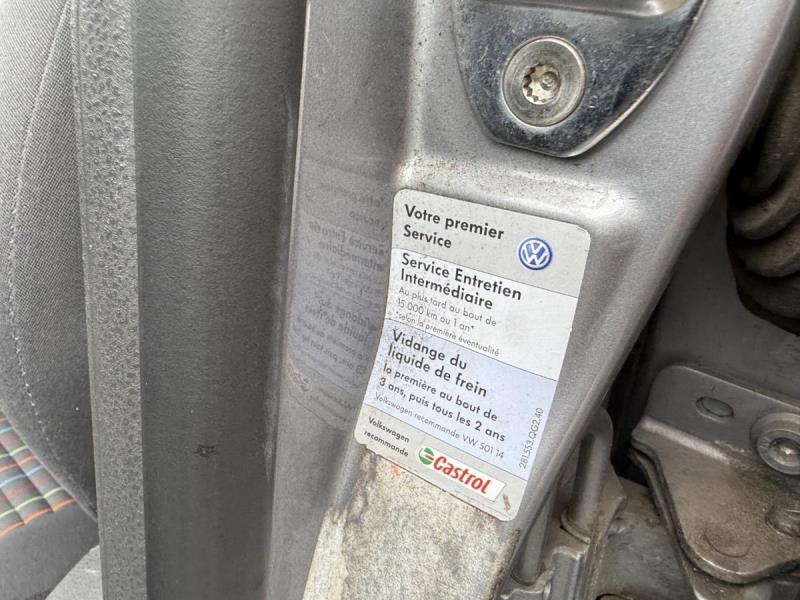 Votre premier
Service
Service Entretien
Intermédiaire
Au plus tard au bout de
15 000 km ou 1 an*
*selon la première éventualité
Vidange du
liquide de frein
la première au bout de
3 ans, puis tous les 2 ans
Volkswagen recommande VW 501 14
Volkswagen
recommande
Castrol
281.553.QG2.40